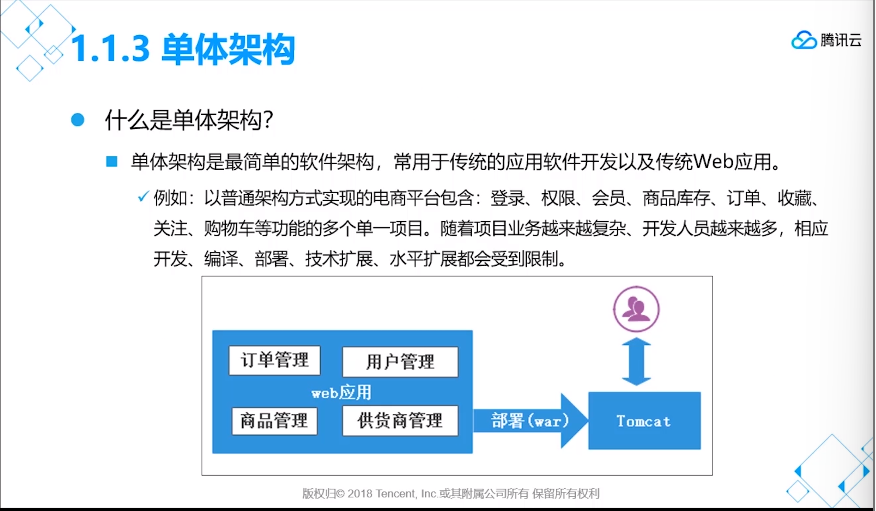 1.1.3 单体架构
腾讯云
什么是单体架构？
单体架构是最简单的软件架构，常用于传统的应用软件开发以及传统Web应用。
例如：以普通架构方式实现的电商平台包含：登录、权限、会员、商品库存、订单、收藏、
关注、购物车等功能的多个单一项目。随着项目业务越来越复杂、开发人员越来越多，相应
开发、编译、部署、技术扩展、水平扩展都会受到限制。
订单管理
用户管理
web应用
商品管理
供货商管理
部署(war)
Tomcat
版权归© 2018 Tencent, Inc.或其附属公司所有 保留所有权利